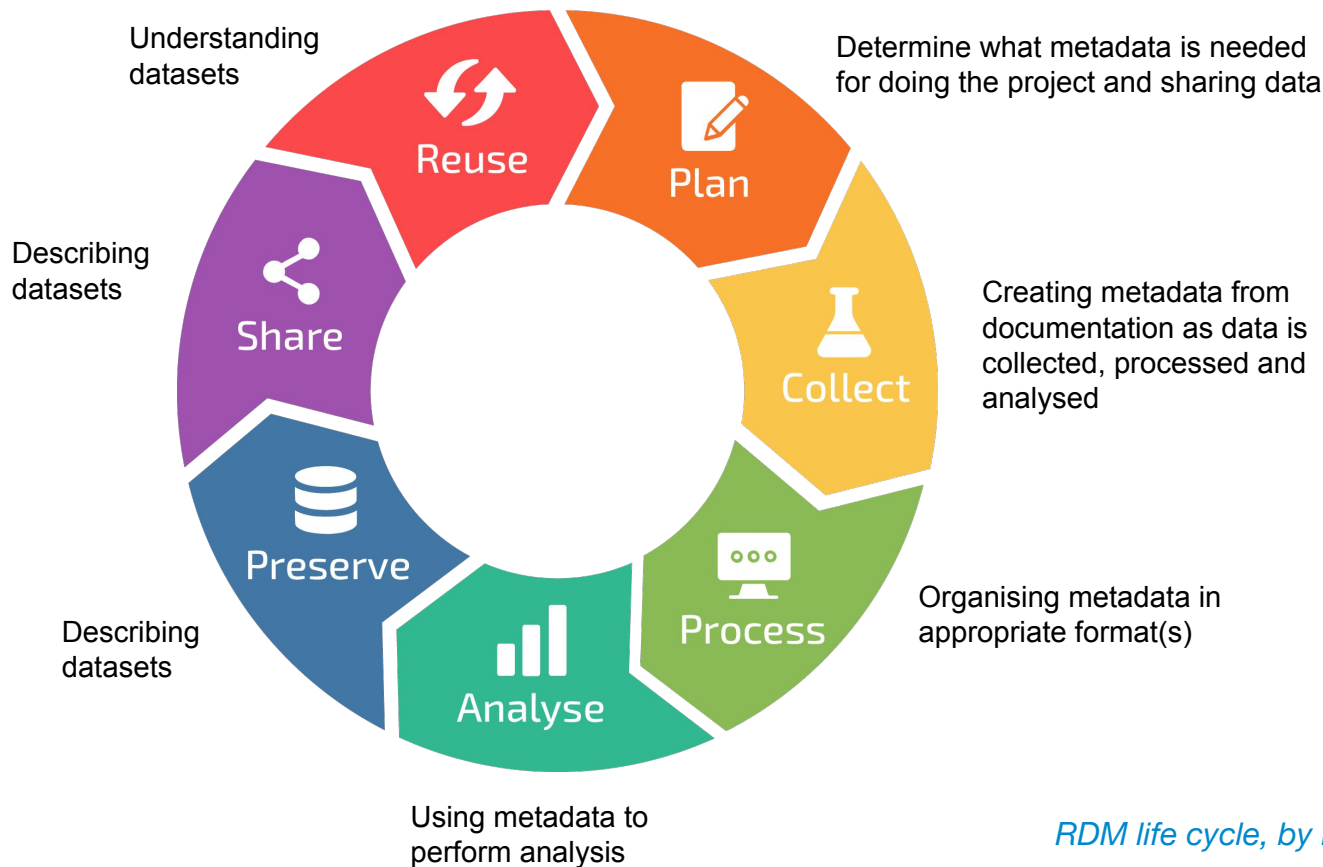 Understanding
datasets
Reuse
Plan
Determine what metadata is needed
for doing the project and sharing data
Describing
datasets
Share
Collect
Creating metadata from
documentation as data is
collected, processed and
analysed
Preserve
Process
Organising metadata in
appropriate format(s)
Describing
datasets
Analyse
Using metadata to
perform analysis
RDM life cycle, by